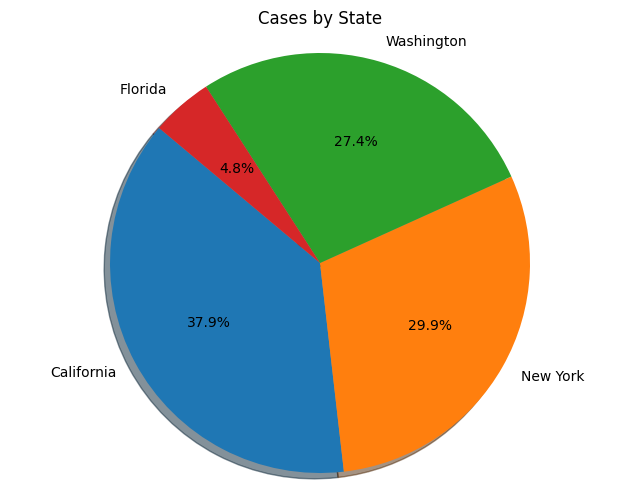 Cases by State
Washington
Florida
27.4%
4.8%
37.9%
29.9%
California
New York